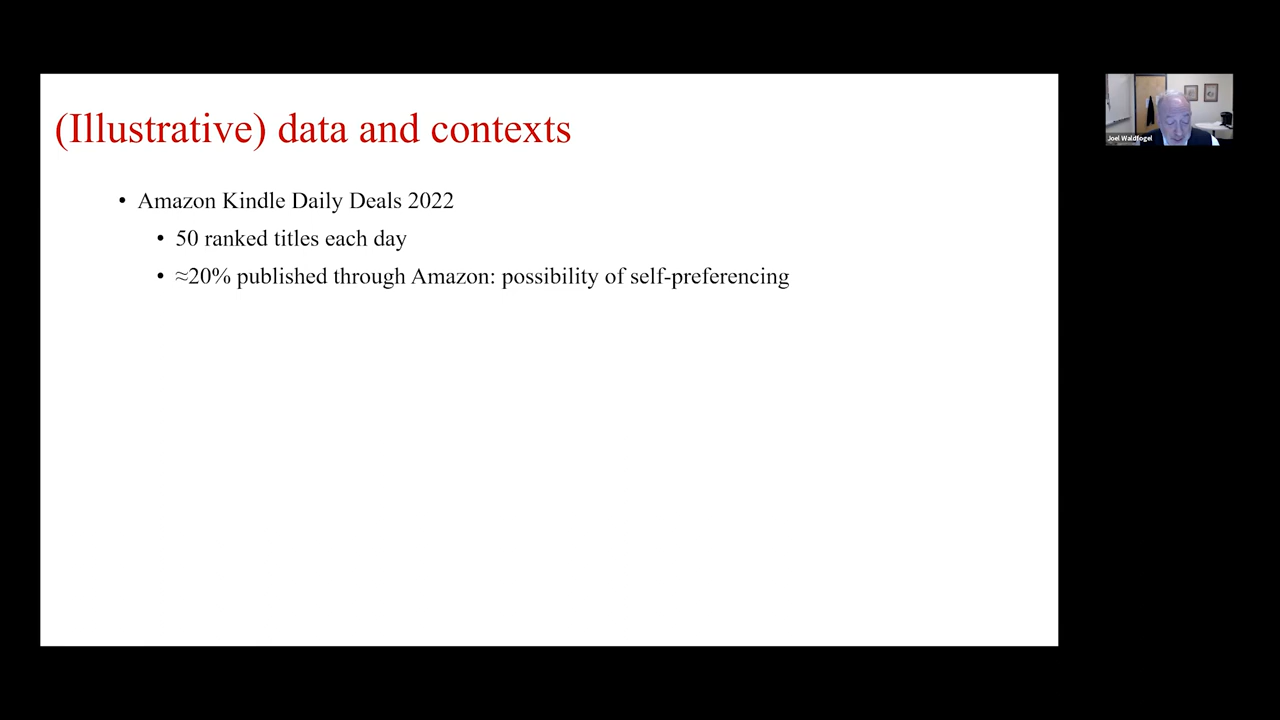 (Illustrative) data and contexts
• Amazon Kindle Daily Deals 2022
• 50 ranked titles each day
• ≈20% published through Amazon: possibility of self-preferencing
Joel Waldfogel